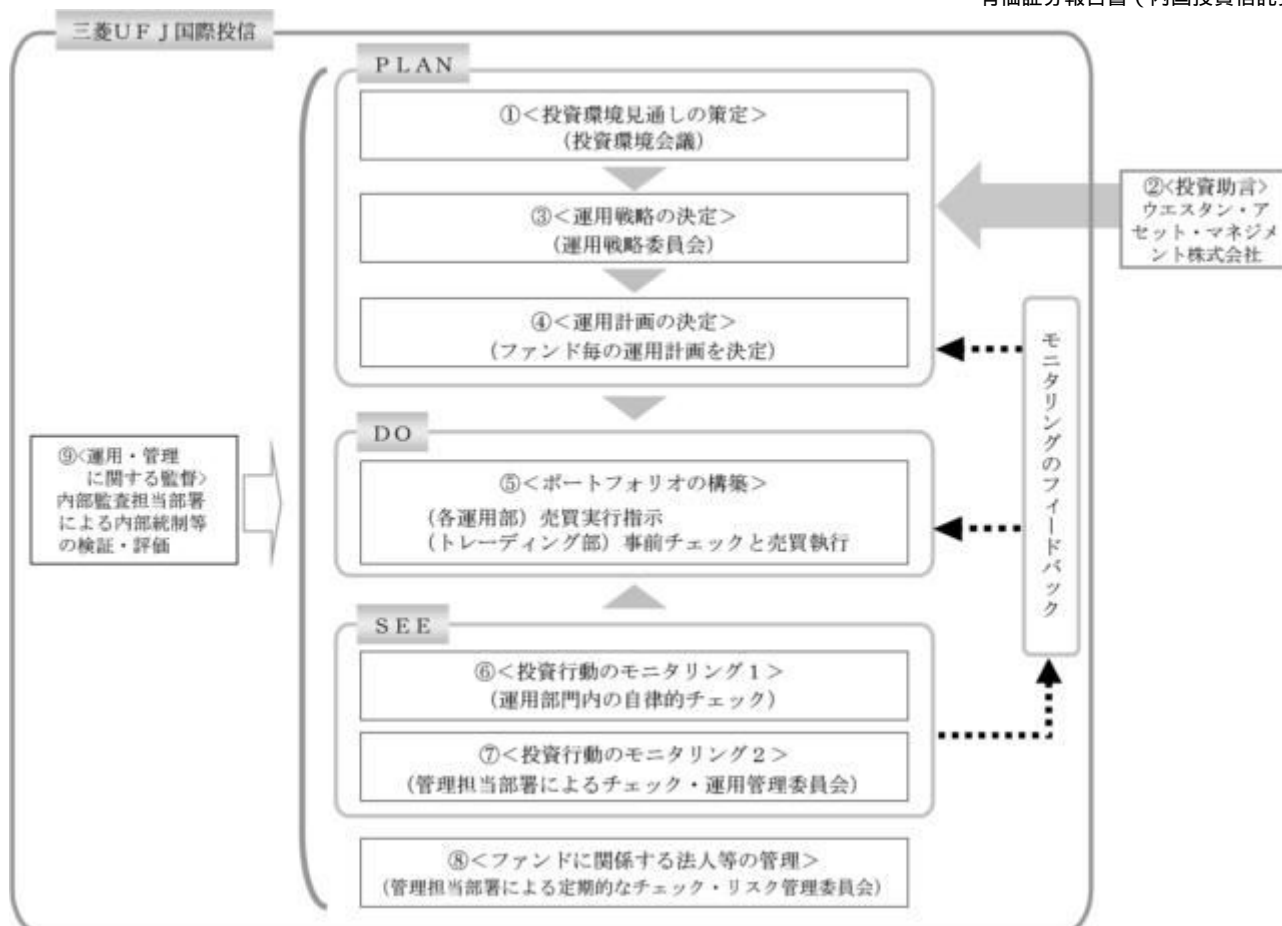 三菱UFJ国際投信
PLAN
①<投資環境見通しの策定>
(投資環境会議)
②<投資助言>
ウエスタン・ア
セット・マネジメ
ント株式会社
③<運用戦略の決定>
(運用戦略委員会)
④<運用計画の決定>
(ファンド毎の運用計画を決定)
モニタリングのフィードバック
DO
⑤<ポートフォリオの構築>
(各運用部) 売買実行指示
(トレーディング部) 事前チェックと売買執行
⑨<運用・管理
に関する監督>
内部監査担当部署
による内部統制等
の検証・評価
SEE
⑥<投資行動のモニタリング1>
(運用部門内の自律的チェック)
⑦<投資行動のモニタリング2>
(管理担当部署によるチェック・運用管理委員会)
⑧<ファンドに関係する法人等の管理>
(管理担当部署による定期的なチェック・リスク管理委員会)